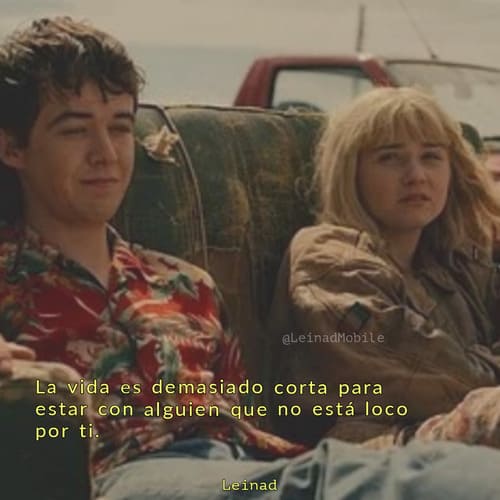 @LeinadMobile
La vida es demasiado corta para
estar con alguien que no está loco
por ti.
Leinad